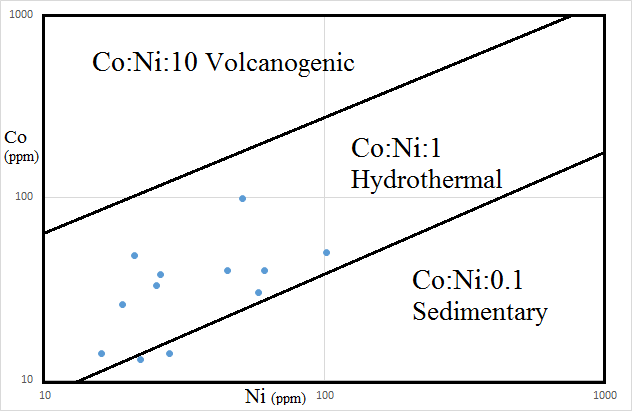 1000
Co:Ni:10 Volcanogenic
Co
(ppm)
Co:Ni:1
Hydrothermal
100
Co:Ni:0.1
Sedimentary
10
10
Ni (ppm)
100
1000